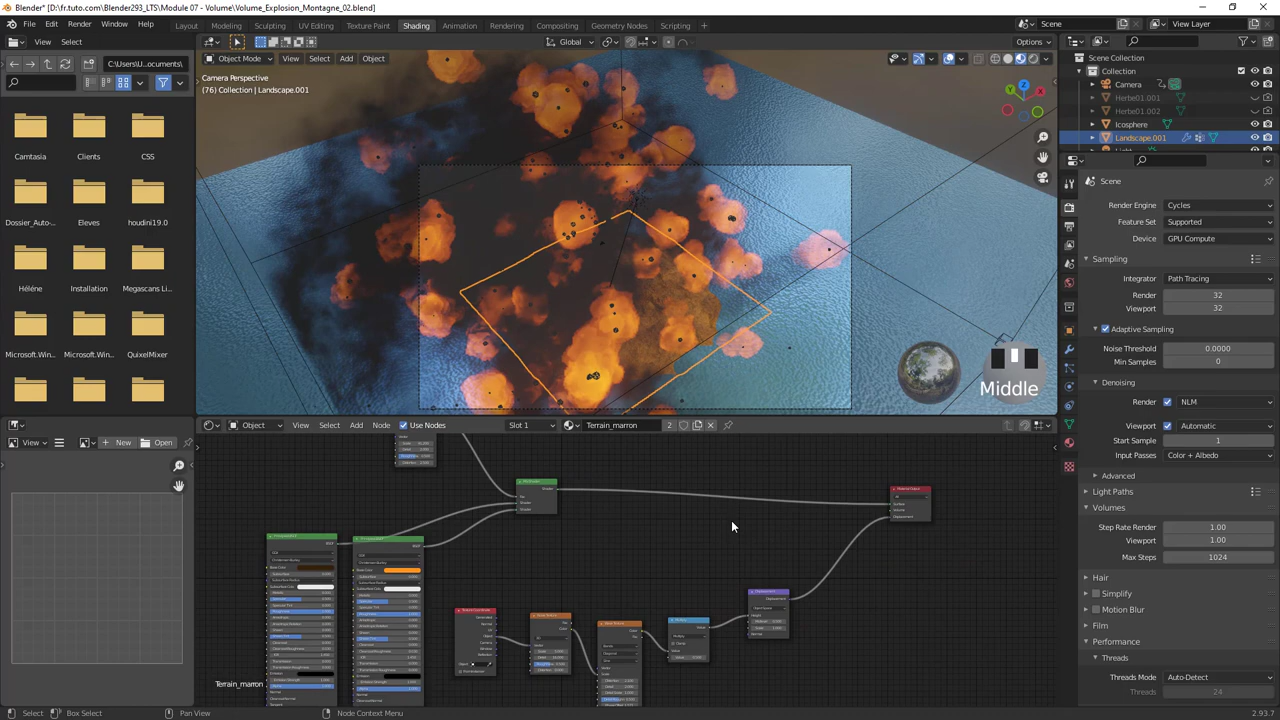 Blender* [D:\fr.tuto.com\Blender293_LTS\Module 07 - Volume\Volume_Explosion_Montagne_02.blend]
File Edit Render Window Help Layout Modeling Sculpting UV Editing Texture Paint Shading Animation Rendering Compositing Geometry Nodes Scripting + Scene View Layer
View Select Global Options
C:\Users\U...ocuments\ Object Mode View Select Add Object
Camera Perspective
(76) Collection | Landscape.001
Scene Collection
Collection
Camera
Herbe01.001
Herbe01.002
Icosphere
Landscape.001
Camtasia Clients CSS
Dossier_Auto-... Eleves houdini19.0
Héléne Installation Megascans Li...
Microsoft.Win... Microsoft.Win... QuixelMixer
Scene
Render Engine Cycles
Feature Set Supported
Device GPU Compute
Sampling
Integrator Path Tracing
Render 32
Viewport 32
Adaptive Sampling
Noise Threshold 0.0000
Min Samples 0
Denoising
Render NLM
Viewport Automatic
Start Sample 1
Input Passes Color + Albedo
Advanced
Light Paths
Volumes
Step Rate Render 1.00
Viewport 1.00
Max Steps 1024
Hair
Simplify
Motion Blur
Film
Performance
Threads
Threads Mode Auto-Detect
Threads 24
Middle
Object View Select Add Node Use Nodes Slot 1 Terrain_marron 2
View New Open
Terrain_marron
Select Box Select Pan View Node Context Menu 2.93.7